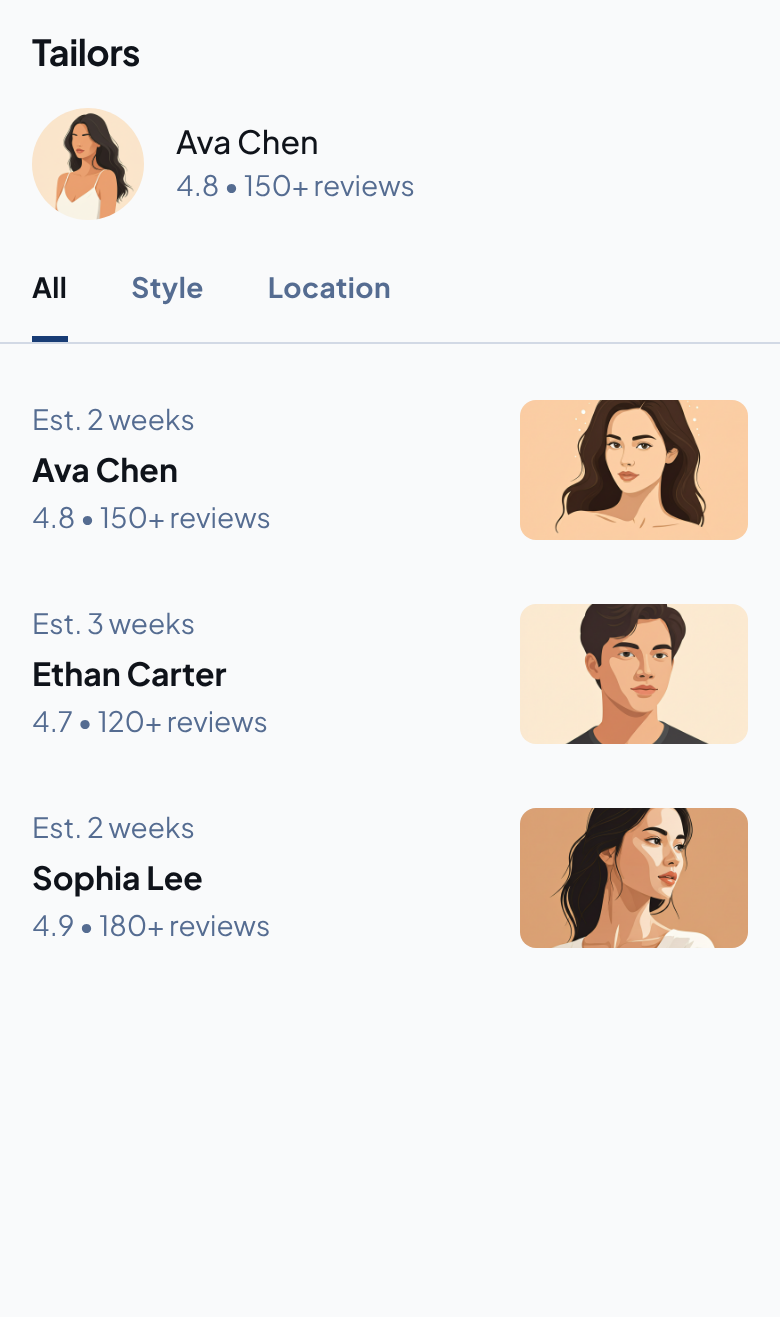 Tailors
Ava Chen
4.8 • 150+ reviews
All Style Location
Est. 2 weeks
Ava Chen
4.8 • 150+ reviews
Est. 3 weeks
Ethan Carter
4.7 • 120+ reviews
Est. 2 weeks
Sophia Lee
4.9 • 180+ reviews